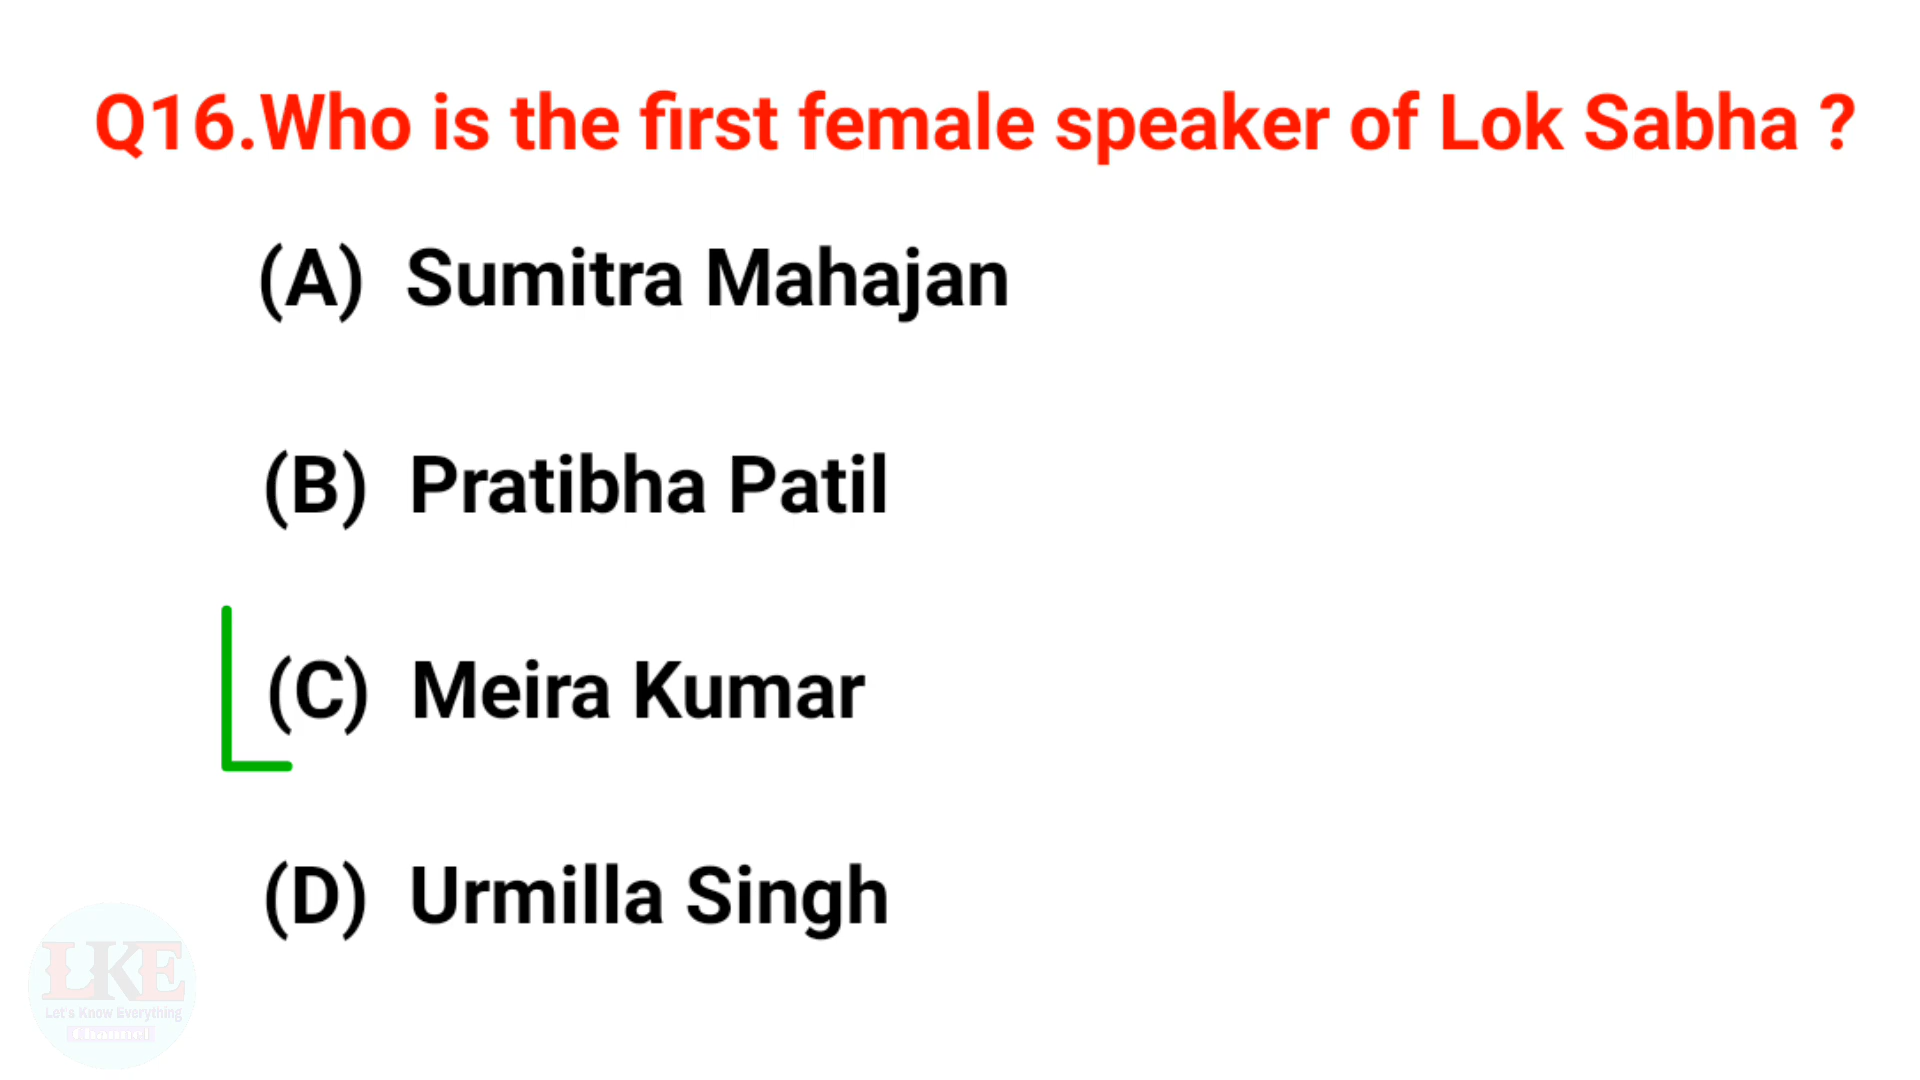 Q16.Who is the first female speaker of Lok Sabha ?
(A) Sumitra Mahajan
(B) Pratibha Patil
(C) Meira Kumar
(D) Urmilla Singh
LKE
Let's Know Everything
Channel